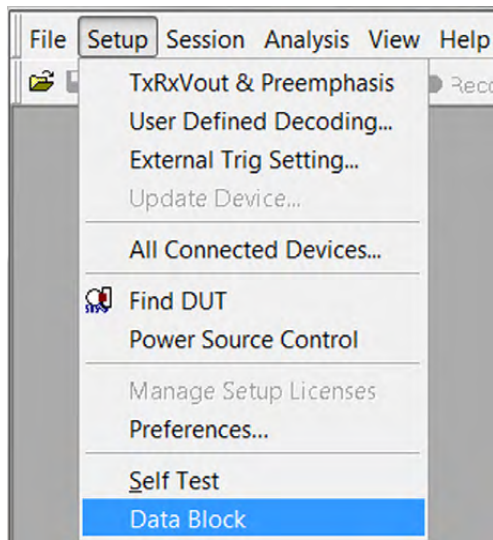 File Setup Session Analysis View Help
TxRxVout & Preemphasis
User Defined Decoding...
External Trig Setting...
Update Device...
All Connected Devices...
Find DUT
Power Source Control
Manage Setup Licenses
Preferences...
Self Test
Data Block